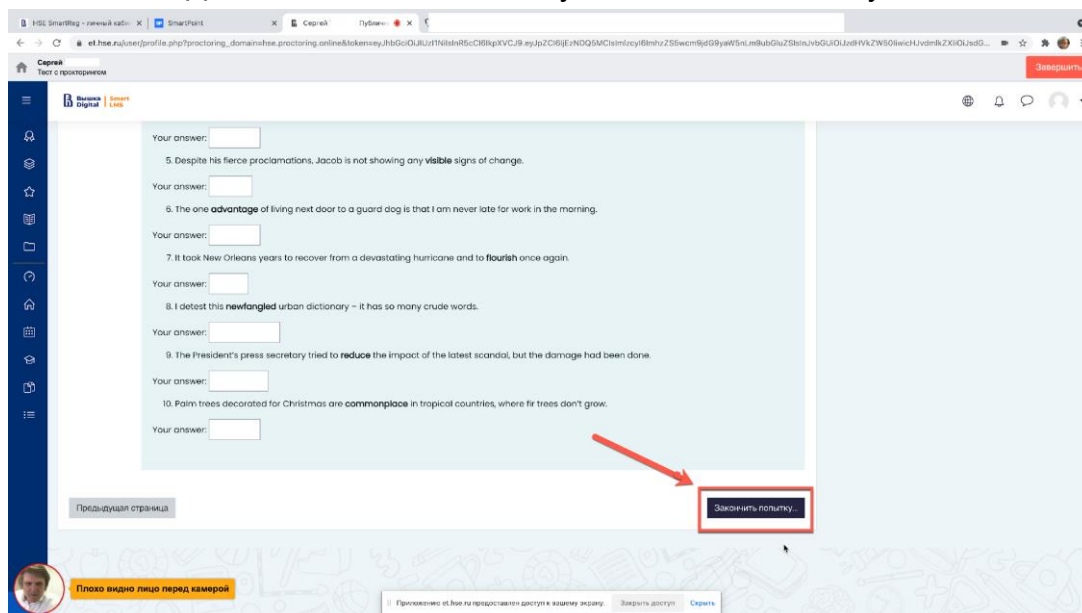 SmartPoint
Сергей
et.hse.ru/user/profile.php?proctoring_domain=hse.proctoring.online&token=
Сергей
Тест с прокторингом
Завершить
Вышка Digital
Smart LMS
Your answer:
5. Despite his fierce proclamations, Jacob is not showing any visible signs of change.
Your answer:
6. The one advantage of living next door to a guard dog is that I am never late for work in the morning.
Your answer:
7. It took New Orleans years to recover from a devastating hurricane and to flourish once again.
Your answer:
8. I detest this newfangled urban dictionary – it has so many crude words.
Your answer:
9. The President's press secretary tried to reduce the impact of the latest scandal, but the damage had been done.
Your answer:
10. Palm trees decorated for Christmas are commonplace in tropical countries, where fir trees don't grow.
Your answer:
Предыдущая страница
Закончить попытку...
Плохо видно лицо перед камерой
Приложению et.hse.ru предоставлен доступ к вашему экрану.
Закрыть доступ
Скрыть